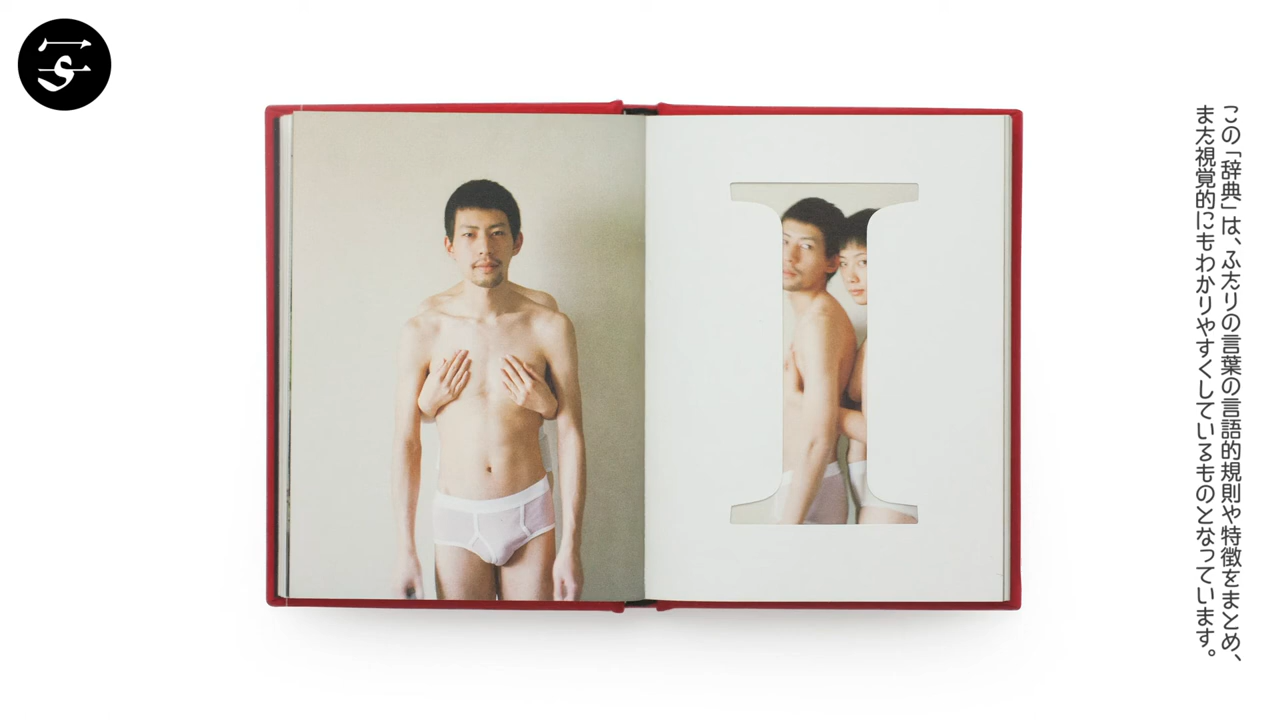 この「辞典」は、ふたりの言葉の言語的規則や特徴をまとめ、
また視覚的にもわかりやすくしているものとなっています。
I